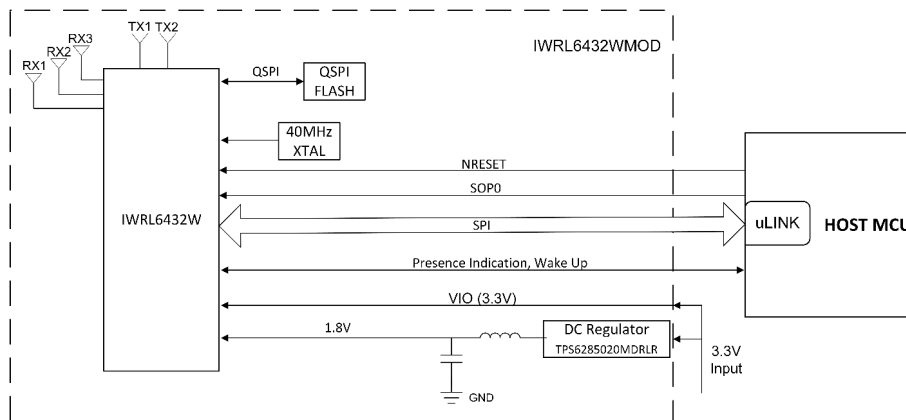 TX1 TX2
IWRL6432WMOD
RX3
RX2
RX1
QSPI
QSPI
FLASH
40MHz
XTAL
NRESET
SOP0
IWRL6432W
SPI
uLINK
HOST MCU
Presence Indication, Wake Up
VIO (3.3V)
1.8V
DC Regulator
TPS6285020MDRLR
3.3V
Input
GND